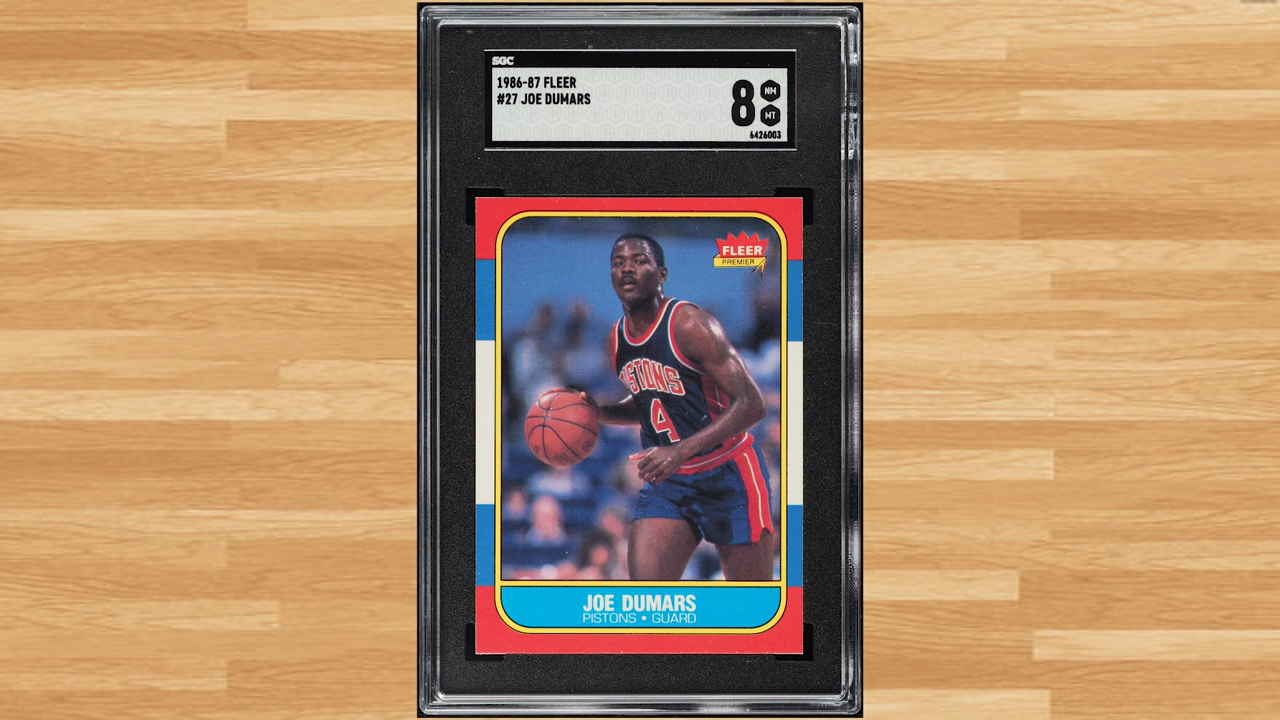 SGC
1986-87 FLEER
#27 JOE DUMARS
8 NM
MT
6426003
FLEER
PREMIER
PISTONS
4
JOE DUMARS
PISTONS • GUARD